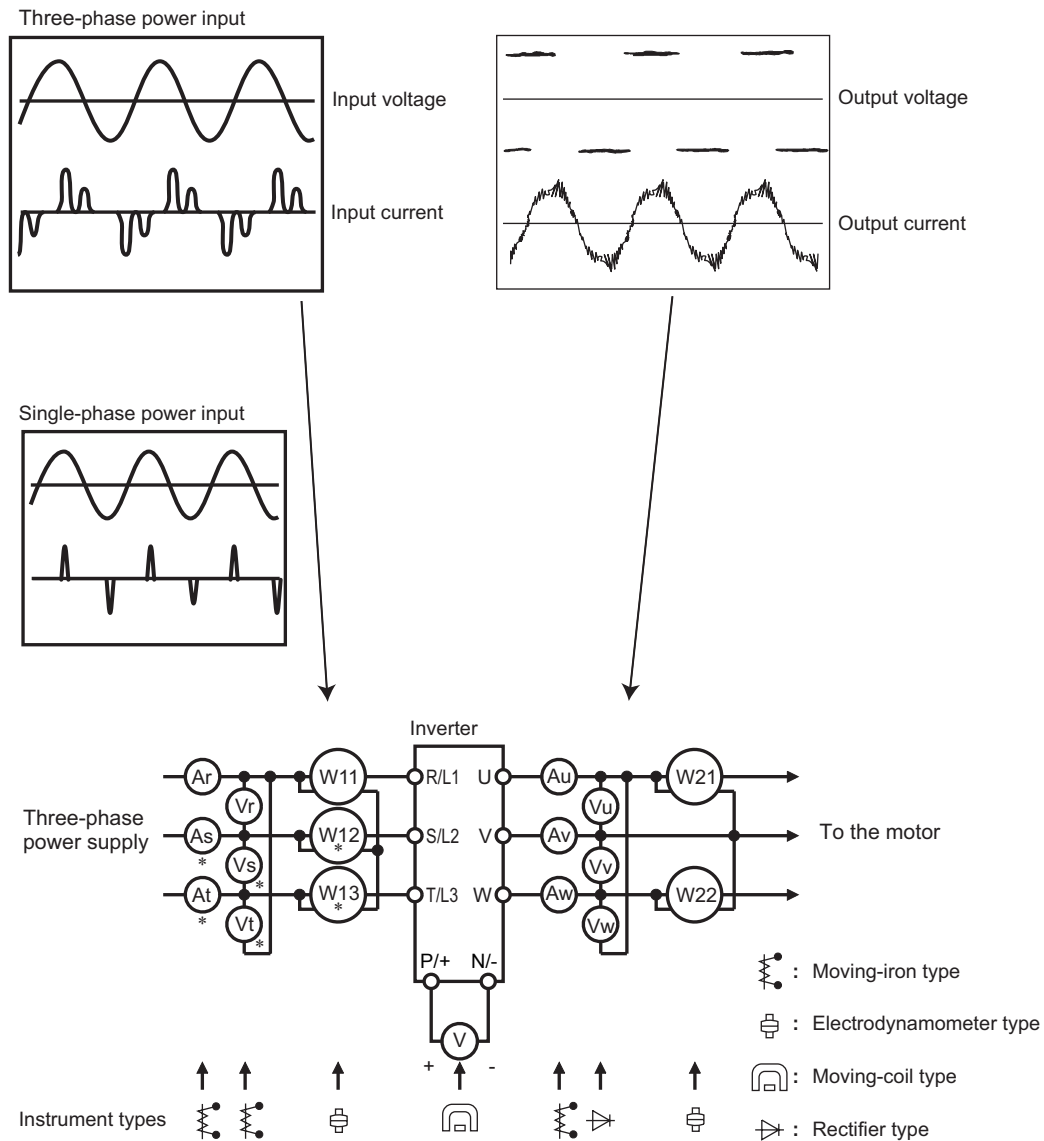 Three-phase power input
Input voltage
Input current
Output voltage
Output current
Single-phase power input
Inverter
Ar
W11
R/L1
U
Au
W21
Vr
Vu
Three-phase
power supply
As
*
W12
*
S/L2
V
Av
To the motor
Vs
*
Vv
At
*
W13
*
T/L3
W
Aw
W22
Vt
*
Vw
P/+
N/-
: Moving-iron type
V
+
-
: Electrodynamometer type
: Moving-coil type
Instrument types
: Rectifier type